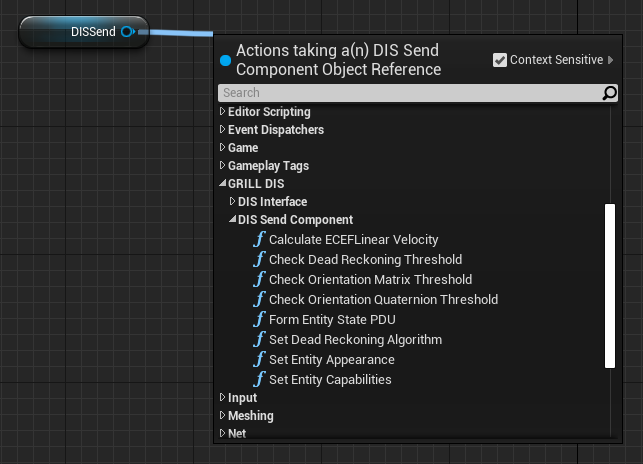 DISSend
Actions taking a(n) DIS Send
Component Object Reference
Context Sensitive
Search
Editor Scripting
Event Dispatchers
Game
Gameplay Tags
GRILL DIS
DIS Interface
DIS Send Component
Calculate ECEFLinear Velocity
Check Dead Reckoning Threshold
Check Orientation Matrix Threshold
Check Orientation Quaternion Threshold
Form Entity State PDU
Set Dead Reckoning Algorithm
Set Entity Appearance
Set Entity Capabilities
Input
Meshing
Net